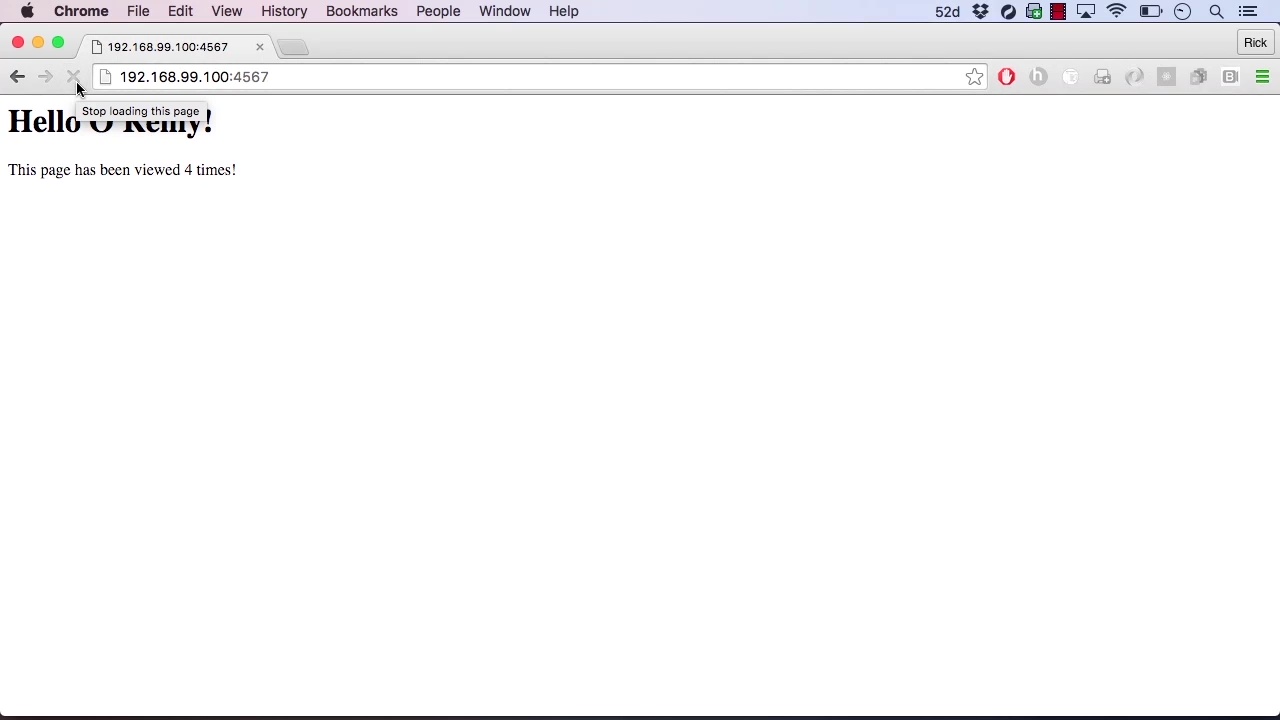 Chrome File Edit View History Bookmarks People Window Help 52d
192.168.99.100:4567 Rick
192.168.99.100:4567
Stop loading this page
Hello O'Reilly!
This page has been viewed 4 times!